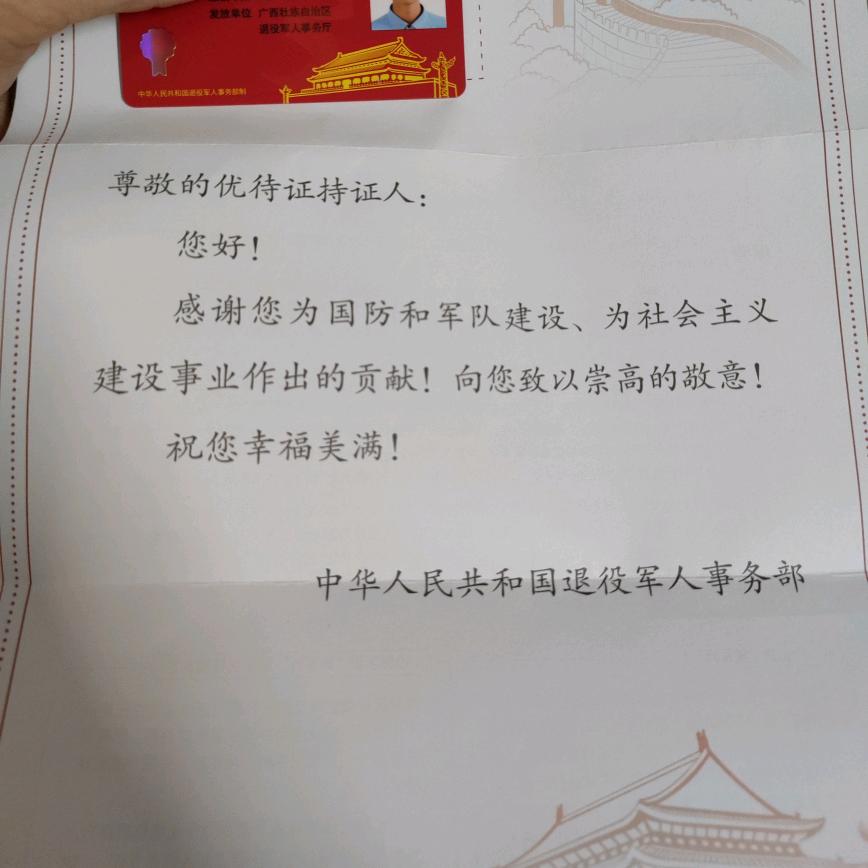 发放单位 广西壮族自治区
退役军人事务厅
中华人民共和国退役军人事务部制
尊敬的优待证持证人：
您好！
感谢您为国防和军队建设、为社会主义
建设事业作出的贡献！向您致以崇高的敬意！
祝您幸福美满！
中华人民共和国退役军人事务部